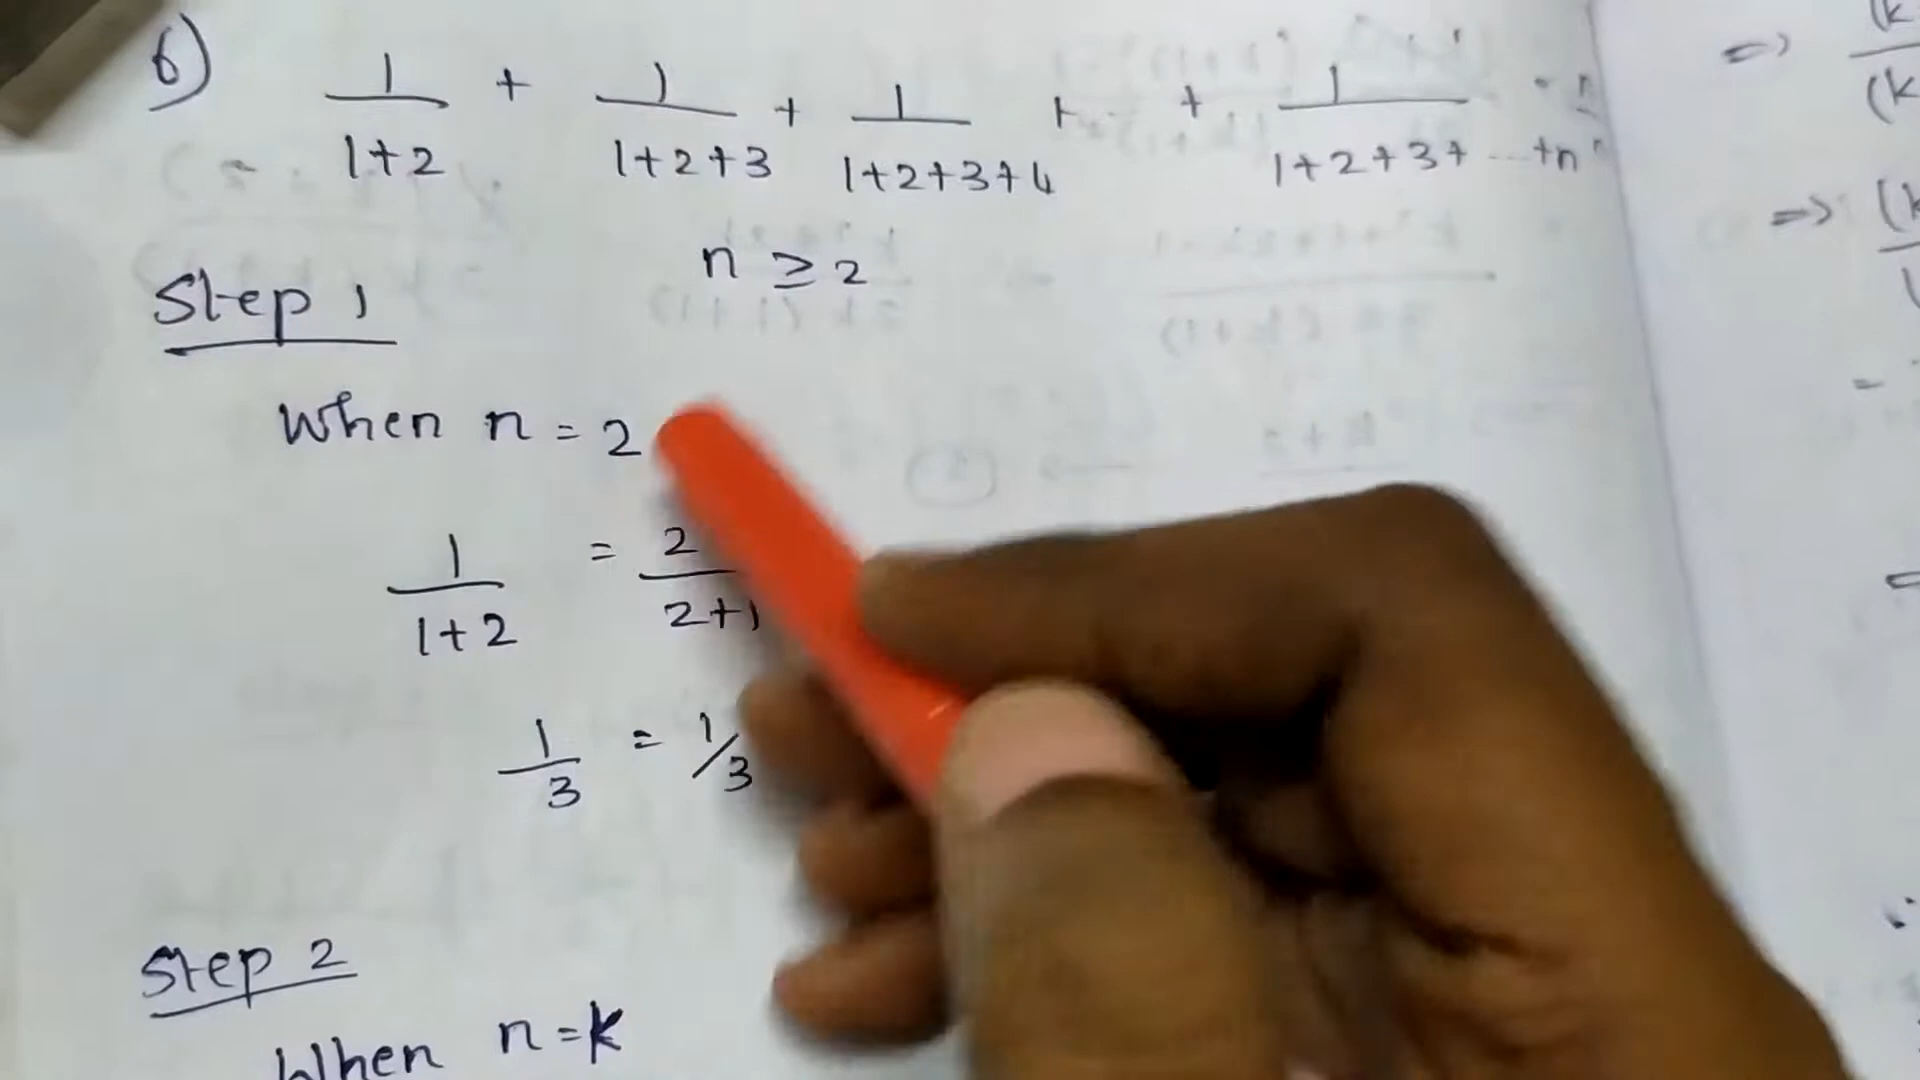 6) 1/(1+2) + 1/(1+2+3) + 1/(1+2+3+4) + + 1/(1+2+3+...+n)
n ≥ 2
Step 1
When n = 2
1/(1+2) = 2/(2+1)
1/3 = 1/3
Step 2
When n = k